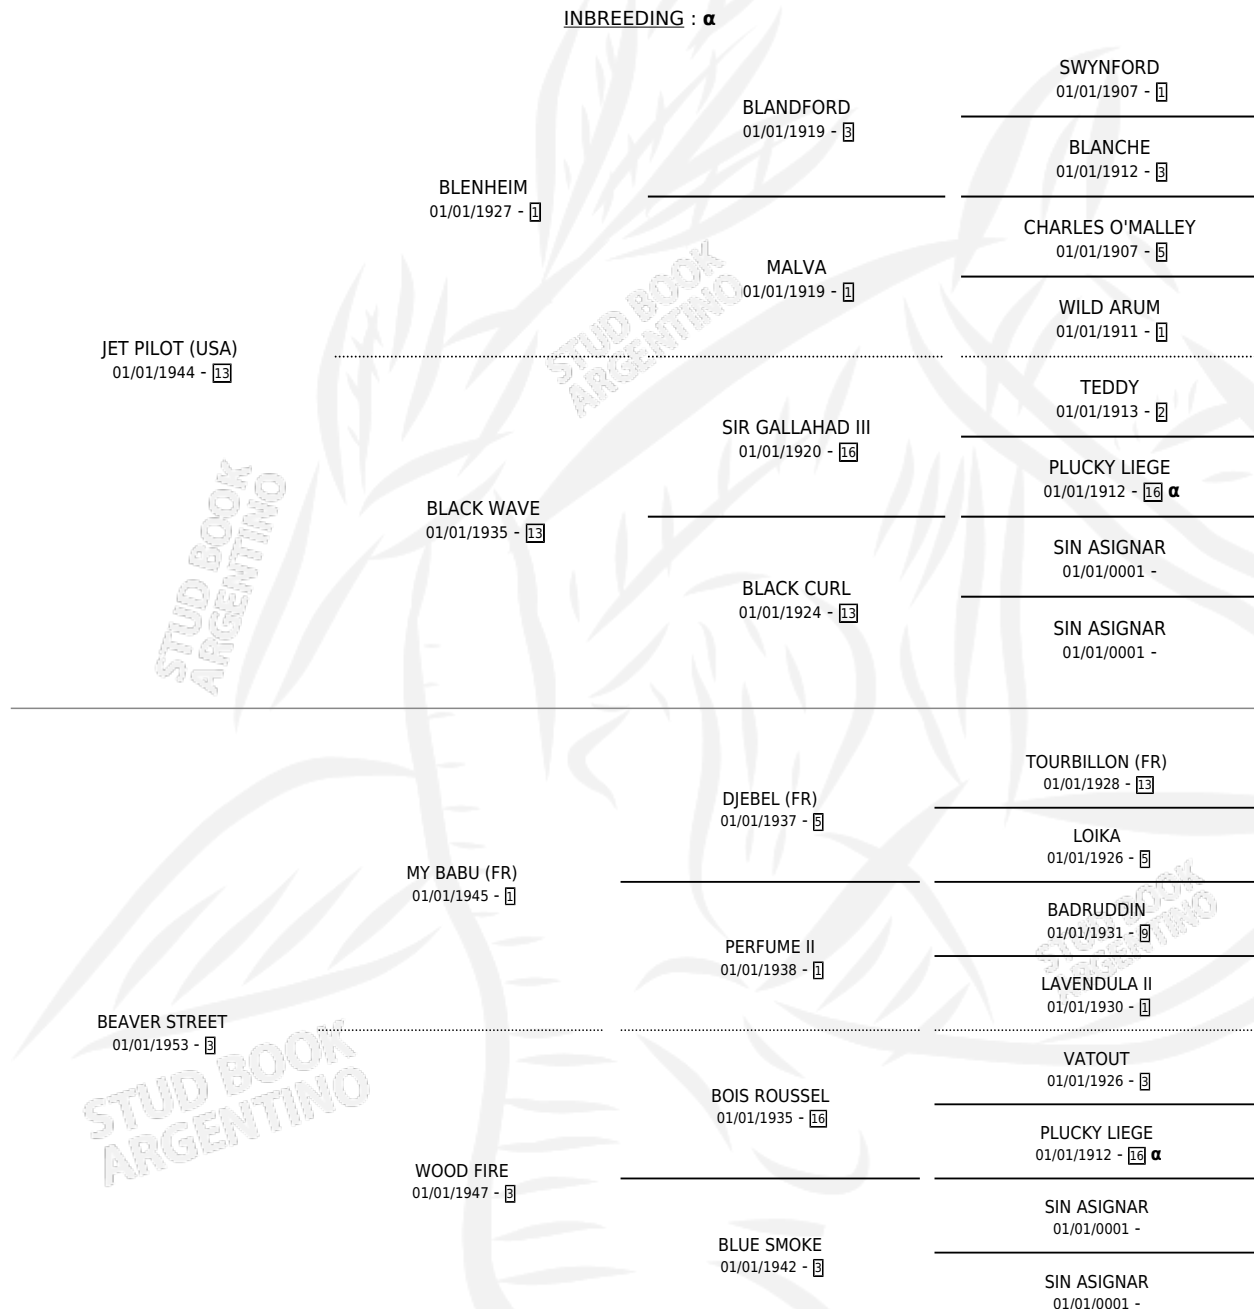 INBREEDING : α
SWYNFORD
01/01/1907 - 1
BLANDFORD
01/01/1919 - 3
BLANCHE
01/01/1912 - 3
BLENHEIM
01/01/1927 - 1
CHARLES O'MALLEY
01/01/1907 - 5
MALVA
01/01/1919 - 1
WILD ARUM
01/01/1911 - 1
JET PILOT (USA)
01/01/1944 - 13
TEDDY
01/01/1913 - 2
SIR GALLAHAD III
01/01/1920 - 16
PLUCKY LIEGE
01/01/1912 - 16 α
BLACK WAVE
01/01/1935 - 13
SIN ASIGNAR
01/01/0001 -
BLACK CURL
01/01/1924 - 13
SIN ASIGNAR
01/01/0001 -
TOURBILLON (FR)
01/01/1928 - 13
DJEBEL (FR)
01/01/1937 - 5
LOIKA
01/01/1926 - 5
MY BABU (FR)
01/01/1945 - 1
BADRUDDIN
01/01/1931 - 9
PERFUME II
01/01/1938 - 1
LAVENDULA II
01/01/1930 - 1
BEAVER STREET
01/01/1953 - 3
VATOUT
01/01/1926 - 3
BOIS ROUSSEL
01/01/1935 - 16
PLUCKY LIEGE
01/01/1912 - 16 α
WOOD FIRE
01/01/1947 - 3
SIN ASIGNAR
01/01/0001 -
BLUE SMOKE
01/01/1942 - 3
SIN ASIGNAR
01/01/0001 -
STUD BOOK
ARGENTINO
STUD BOOK
ARGENTINO
STUD BOOK
ARGENTINO
STUD BOOK
ARGENTINO